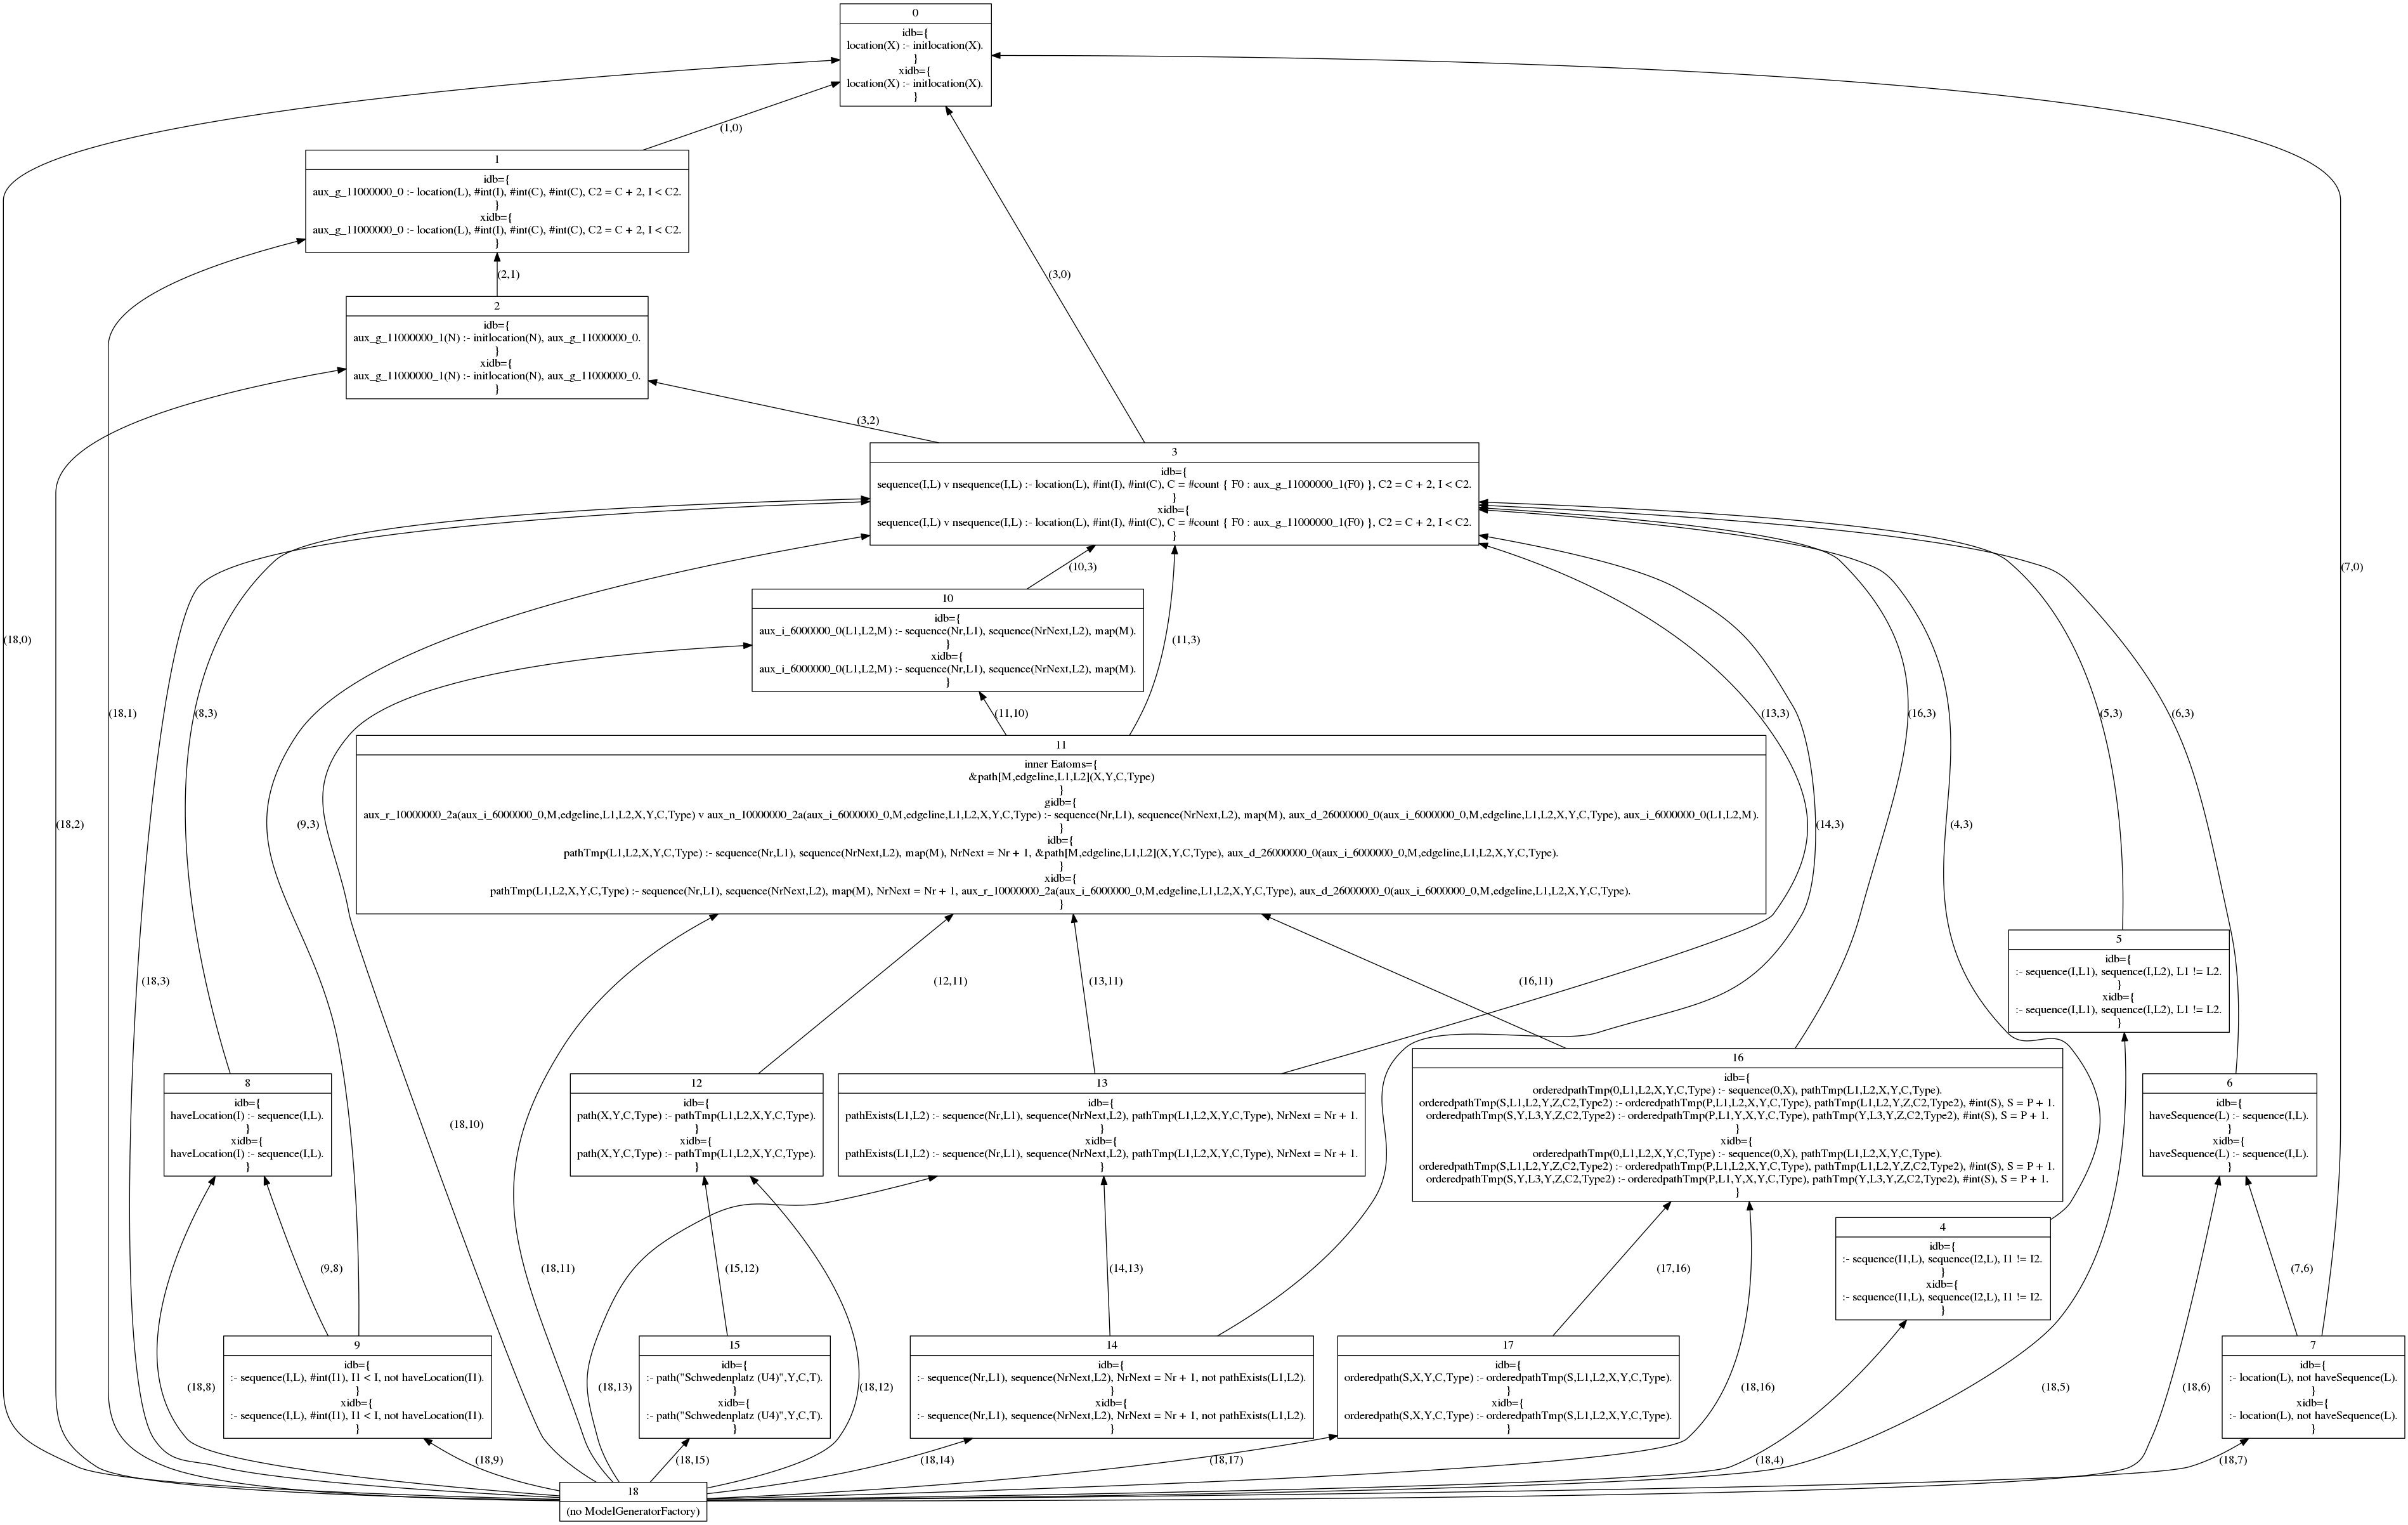 0
idb={
location(X) :- initlocation(X).
}
xidb={
location(X) :- initlocation(X).
}
(1,0)
1
idb={
aux_g_11000000_0 :- location(L), #int(I), #int(C), #int(C), C2 = C + 2, I < C2.
}
xidb={
aux_g_11000000_0 :- location(L), #int(I), #int(C), #int(C), C2 = C + 2, I < C2.
}
(2,1)
(3,0)
2
idb={
aux_g_11000000_1(N) :- initlocation(N), aux_g_11000000_0.
}
xidb={
aux_g_11000000_1(N) :- initlocation(N), aux_g_11000000_0.
}
(3,2)
3
idb={
sequence(I,L) v nsequence(I,L) :- location(L), #int(I), #int(C), C = #count { F0 : aux_g_11000000_1(F0) }, C2 = C + 2, I < C2.
}
xidb={
sequence(I,L) v nsequence(I,L) :- location(L), #int(I), #int(C), C = #count { F0 : aux_g_11000000_1(F0) }, C2 = C + 2, I < C2.
}
(10,3)
(7,0)
10
idb={
aux_i_6000000_0(L1,L2,M) :- sequence(Nr,L1), sequence(NrNext,L2), map(M).
}
xidb={
aux_i_6000000_0(L1,L2,M) :- sequence(Nr,L1), sequence(NrNext,L2), map(M).
}
(18,0)
(11,3)
(18,1)
(8,3)
(11,10)
(13,3)
(16,3)
(5,3)
(6,3)
11
inner Eatoms={
&path[M,edgeline,L1,L2](X,Y,C,Type)
}
gidb={
aux_r_10000000_2a(aux_i_6000000_0,M,edgeline,L1,L2,X,Y,C,Type) v aux_n_10000000_2a(aux_i_6000000_0,M,edgeline,L1,L2,X,Y,C,Type) :- sequence(Nr,L1), sequence(NrNext,L2), map(M), aux_d_26000000_0(aux_i_6000000_0,M,edgeline,L1,L2,X,Y,C,Type), aux_i_6000000_0(L1,L2,M).
}
idb={
pathTmp(L1,L2,X,Y,C,Type) :- sequence(Nr,L1), sequence(NrNext,L2), map(M), NrNext = Nr + 1, &path[M,edgeline,L1,L2](X,Y,C,Type), aux_d_26000000_0(aux_i_6000000_0,M,edgeline,L1,L2,X,Y,C,Type).
}
xidb={
pathTmp(L1,L2,X,Y,C,Type) :- sequence(Nr,L1), sequence(NrNext,L2), map(M), NrNext = Nr + 1, aux_r_10000000_2a(aux_i_6000000_0,M,edgeline,L1,L2,X,Y,C,Type), aux_d_26000000_0(aux_i_6000000_0,M,edgeline,L1,L2,X,Y,C,Type).
}
(18,2)
(9,3)
(14,3)
(4,3)
(18,3)
(12,11)
(13,11)
(16,11)
5
idb={
:- sequence(I,L1), sequence(I,L2), L1 != L2.
}
xidb={
:- sequence(I,L1), sequence(I,L2), L1 != L2.
}
8
idb={
haveLocation(I) :- sequence(I,L).
}
xidb={
haveLocation(I) :- sequence(I,L).
}
(18,10)
12
idb={
path(X,Y,C,Type) :- pathTmp(L1,L2,X,Y,C,Type).
}
xidb={
path(X,Y,C,Type) :- pathTmp(L1,L2,X,Y,C,Type).
}
13
idb={
pathExists(L1,L2) :- sequence(Nr,L1), sequence(NrNext,L2), pathTmp(L1,L2,X,Y,C,Type), NrNext = Nr + 1.
}
xidb={
pathExists(L1,L2) :- sequence(Nr,L1), sequence(NrNext,L2), pathTmp(L1,L2,X,Y,C,Type), NrNext = Nr + 1.
}
16
idb={
orderedpathTmp(0,L1,L2,X,Y,C,Type) :- sequence(0,X), pathTmp(L1,L2,X,Y,C,Type).
orderedpathTmp(S,L1,L2,Y,Z,C2,Type2) :- orderedpathTmp(P,L1,L2,X,Y,C,Type), pathTmp(L1,L2,Y,Z,C2,Type2), #int(S), S = P + 1.
orderedpathTmp(S,Y,L3,Y,Z,C2,Type2) :- orderedpathTmp(P,L1,Y,X,Y,C,Type), pathTmp(Y,L3,Y,Z,C2,Type2), #int(S), S = P + 1.
}
xidb={
orderedpathTmp(0,L1,L2,X,Y,C,Type) :- sequence(0,X), pathTmp(L1,L2,X,Y,C,Type).
orderedpathTmp(S,L1,L2,Y,Z,C2,Type2) :- orderedpathTmp(P,L1,L2,X,Y,C,Type), pathTmp(L1,L2,Y,Z,C2,Type2), #int(S), S = P + 1.
orderedpathTmp(S,Y,L3,Y,Z,C2,Type2) :- orderedpathTmp(P,L1,Y,X,Y,C,Type), pathTmp(Y,L3,Y,Z,C2,Type2), #int(S), S = P + 1.
}
6
idb={
haveSequence(L) :- sequence(I,L).
}
xidb={
haveSequence(L) :- sequence(I,L).
}
4
idb={
:- sequence(I1,L), sequence(I2,L), I1 != I2.
}
xidb={
:- sequence(I1,L), sequence(I2,L), I1 != I2.
}
(9,8)
(18,11)
(15,12)
(14,13)
(17,16)
(7,6)
9
idb={
:- sequence(I,L), #int(I1), I1 < I, not haveLocation(I1).
}
xidb={
:- sequence(I,L), #int(I1), I1 < I, not haveLocation(I1).
}
15
idb={
:- path("Schwedenplatz (U4)",Y,C,T).
}
xidb={
:- path("Schwedenplatz (U4)",Y,C,T).
}
14
idb={
:- sequence(Nr,L1), sequence(NrNext,L2), NrNext = Nr + 1, not pathExists(L1,L2).
}
xidb={
:- sequence(Nr,L1), sequence(NrNext,L2), NrNext = Nr + 1, not pathExists(L1,L2).
}
17
idb={
orderedpath(S,X,Y,C,Type) :- orderedpathTmp(S,L1,L2,X,Y,C,Type).
}
xidb={
orderedpath(S,X,Y,C,Type) :- orderedpathTmp(S,L1,L2,X,Y,C,Type).
}
7
idb={
:- location(L), not haveSequence(L).
}
xidb={
:- location(L), not haveSequence(L).
}
(18,8)
(18,13)
(18,12)
(18,16)
(18,5)
(18,6)
(18,9)
(18,15)
(18,14)
(18,17)
(18,4)
(18,7)
18
(no ModelGeneratorFactory)